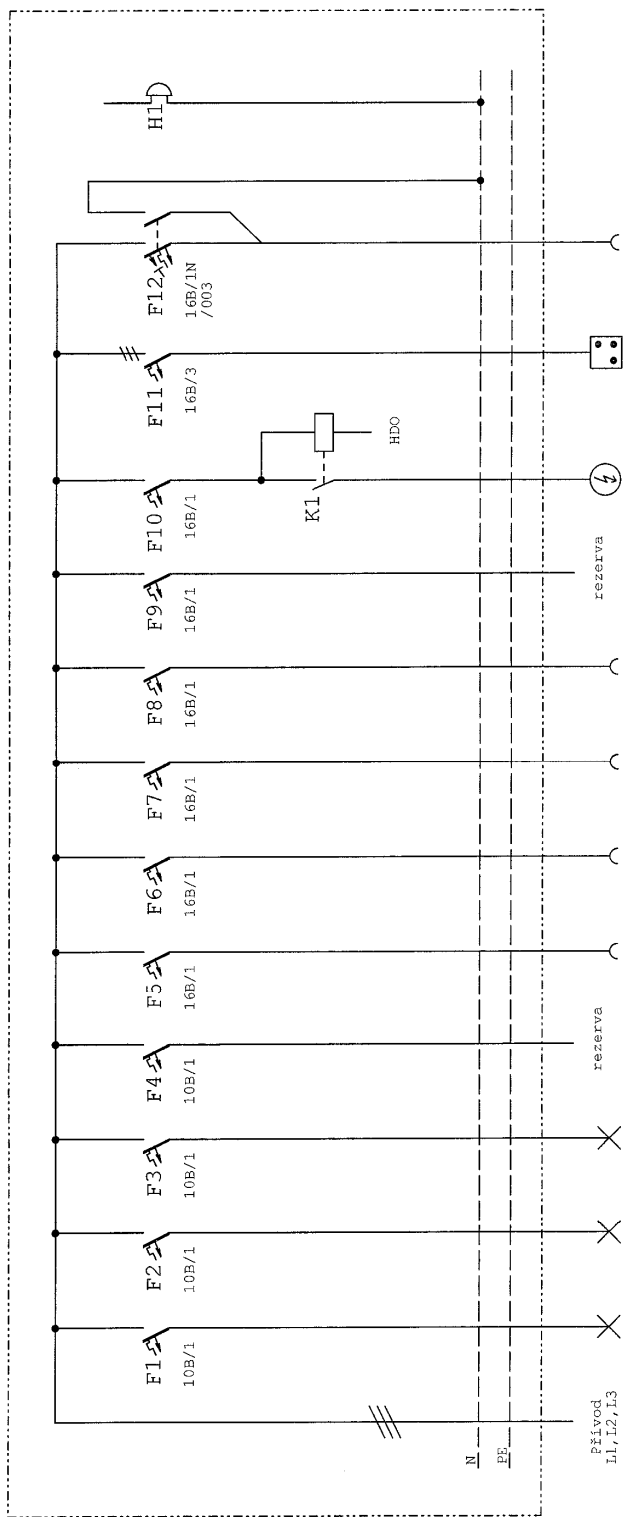 Přívod
L1,L2,L3
N
PE
F1
10B/1
F2
10B/1
F3
10B/1
F4
10B/1
rezerva
F5
16B/1
F6
16B/1
F7
16B/1
F8
16B/1
F9
16B/1
rezerva
F10
16B/1
K1
HDO
F11
16B/3
F12
16B/1N
/003
H1